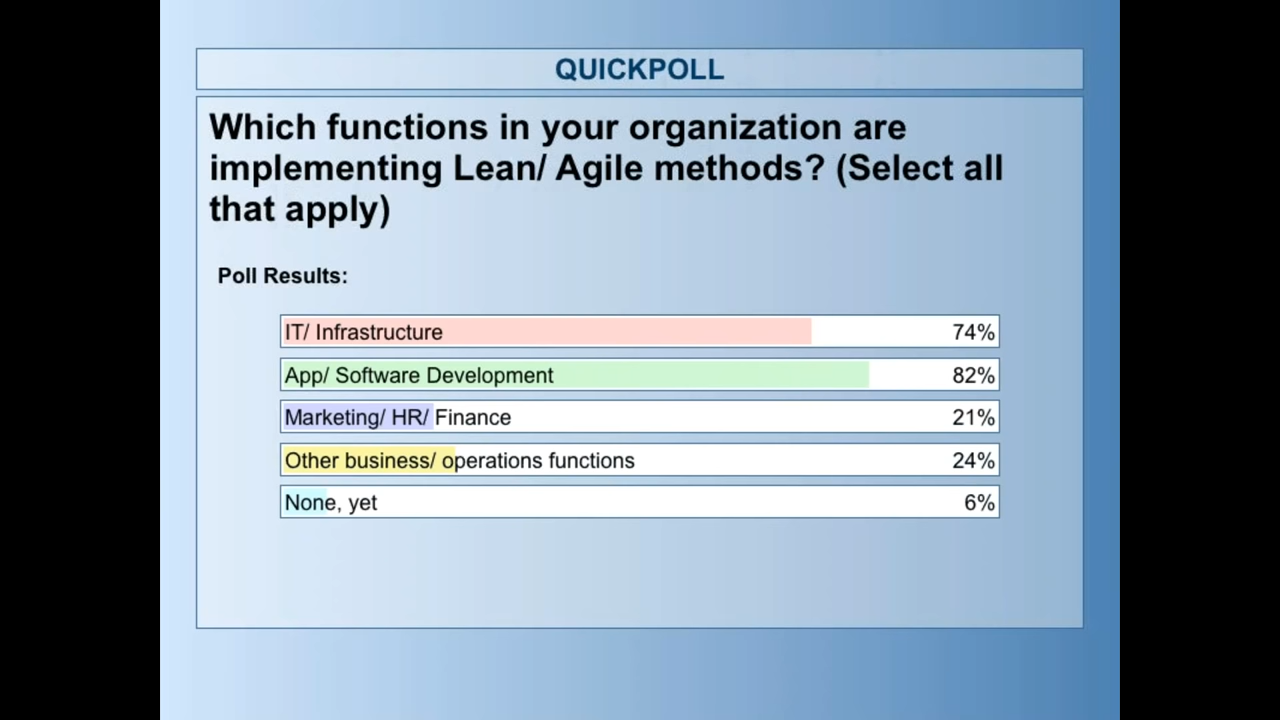 QUICKPOLL
Which functions in your organization are
implementing Lean/ Agile methods? (Select all
that apply)
Poll Results:
IT/ Infrastructure 74%
App/ Software Development 82%
Marketing/ HR/ Finance 21%
Other business/ operations functions 24%
None, yet 6%